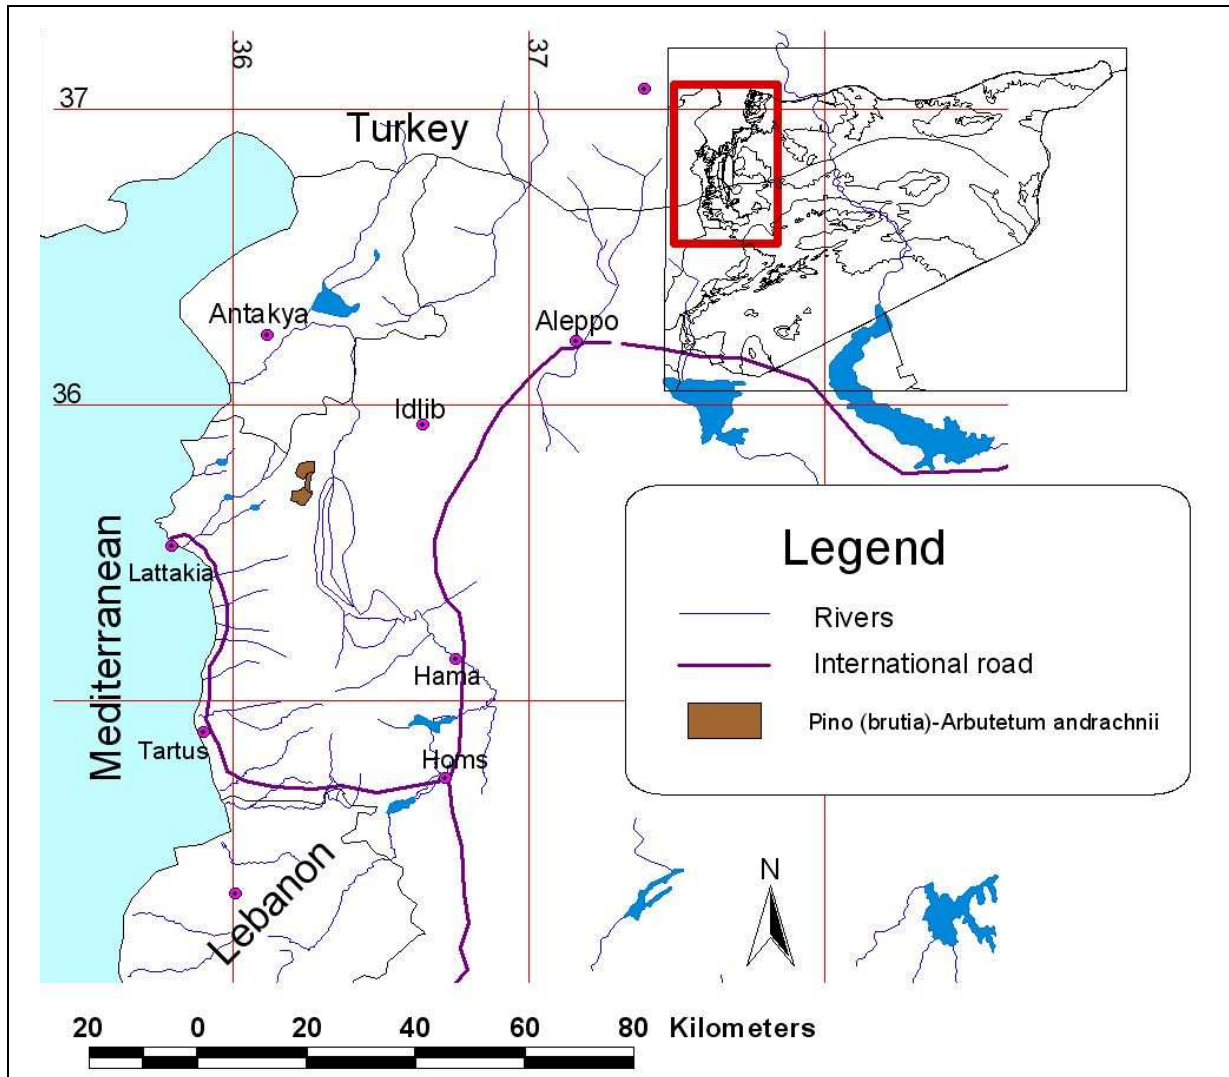 36
37
37
Turkey
Antakya
Aleppo
36
Idlib
Mediterranean
Lattakia
Hama
Tartus
Homs
Lebanon
Legend
Rivers
International road
Pino (brutia)-Arbutetum andrachnii
N
20 0 20 40 60 80 Kilometers